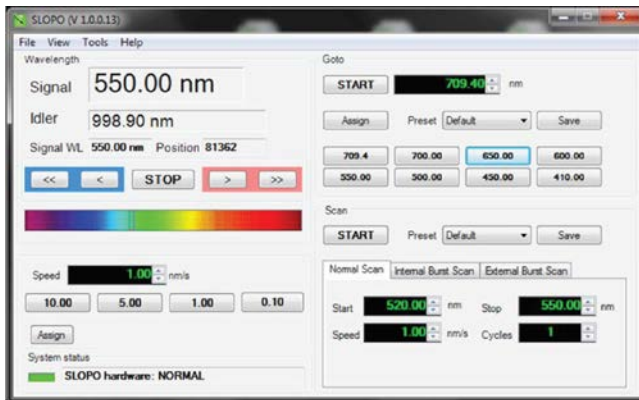 SLOPO (V 1.0.0.13)
File View Tools Help
Wavelength
Signal 550.00 nm
Idler 998.90 nm
Signal WL 550.00 nm Position 81362
<< < STOP > >>
Speed 1.00 nm/s
10.00 5.00 1.00 0.10
Assign
System status
SLOPO hardware: NORMAL
Goto
START 709.40 nm
Assign Preset Default Save
709.4 700.00 650.00 600.00
550.00 500.00 450.00 410.00
Scan
START Preset Default Save
Normal Scan Internal Burst Scan External Burst Scan
Start 520.00 nm Stop 550.00 nm
Speed 1.00 nm/s Cycles 1